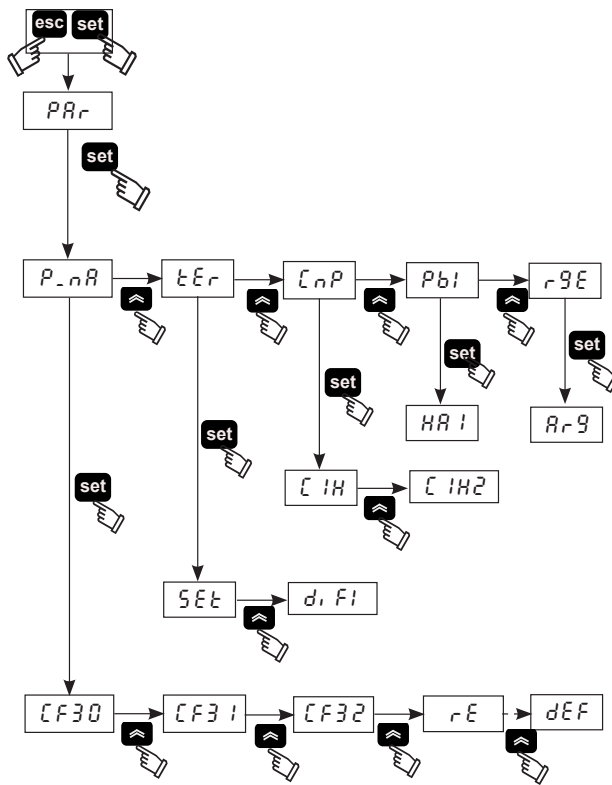 esc set
PAr
set
P_nA tEr CnP Pb1 rgE
set set set
HA1 Arg
set
C1H C1H2
set
SEt diF1
CF30 CF31 CF32 rE dEF